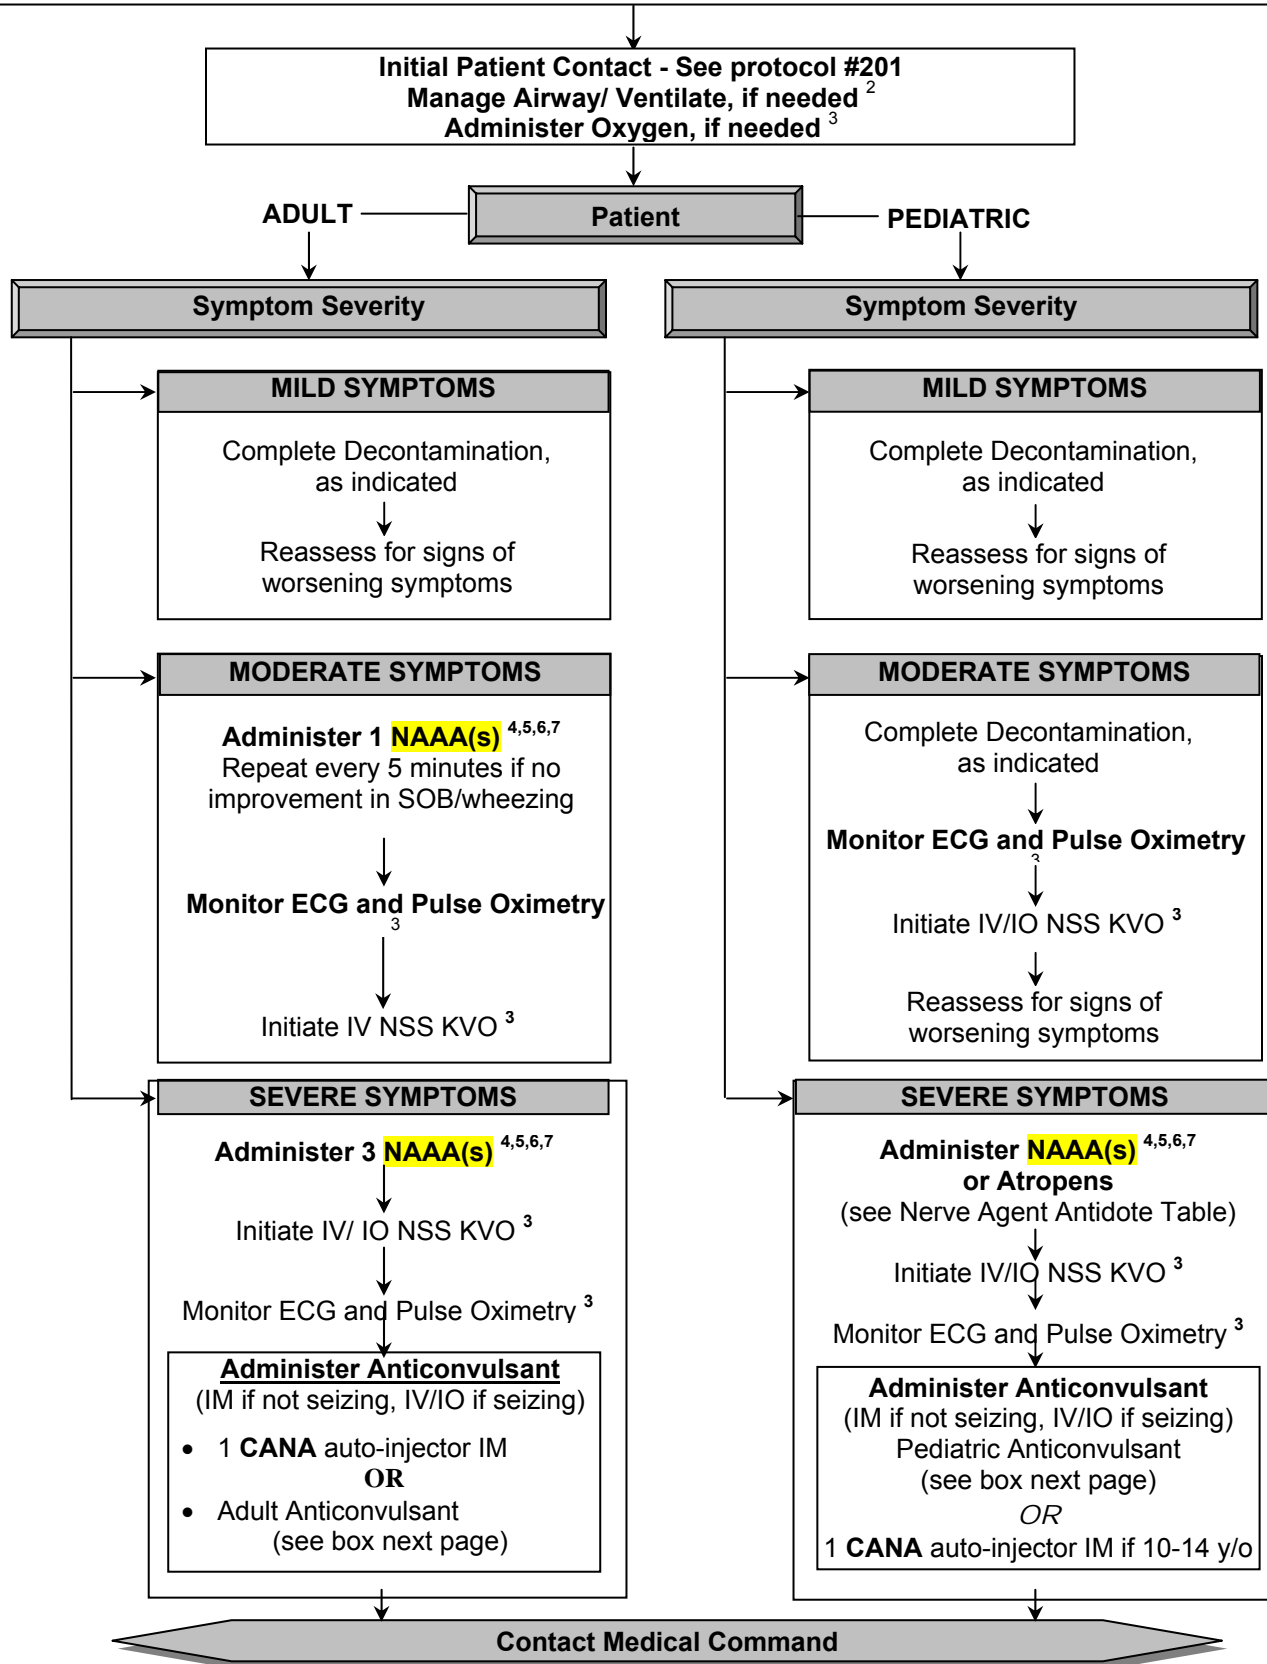 Initial Patient Contact - See protocol #201
Manage Airway/ Ventilate, if needed 2
Administer Oxygen, if needed 3
ADULT
Patient
PEDIATRIC
Symptom Severity
MILD SYMPTOMS
Complete Decontamination,
as indicated
Reassess for signs of
worsening symptoms
MODERATE SYMPTOMS
Administer 1 NAAA(s) 4,5,6,7
Repeat every 5 minutes if no
improvement in SOB/wheezing
Monitor ECG and Pulse Oximetry
3
Initiate IV NSS KVO 3
SEVERE SYMPTOMS
Administer 3 NAAA(s) 4,5,6,7
Initiate IV/ IO NSS KVO 3
Monitor ECG and Pulse Oximetry 3
Administer Anticonvulsant
(IM if not seizing, IV/IO if seizing)
• 1 CANA auto-injector IM
OR
• Adult Anticonvulsant
(see box next page)
Symptom Severity
MILD SYMPTOMS
Complete Decontamination,
as indicated
Reassess for signs of
worsening symptoms
MODERATE SYMPTOMS
Complete Decontamination,
as indicated
Monitor ECG and Pulse Oximetry
3
Initiate IV/IO NSS KVO 3
Reassess for signs of
worsening symptoms
SEVERE SYMPTOMS
Administer NAAA(s) 4,5,6,7
or Atropens
(see Nerve Agent Antidote Table)
Initiate IV/IO NSS KVO 3
Monitor ECG and Pulse Oximetry 3
Administer Anticonvulsant
(IM if not seizing, IV/IO if seizing)
Pediatric Anticonvulsant
(see box next page)
OR
1 CANA auto-injector IM if 10-14 y/o
Contact Medical Command